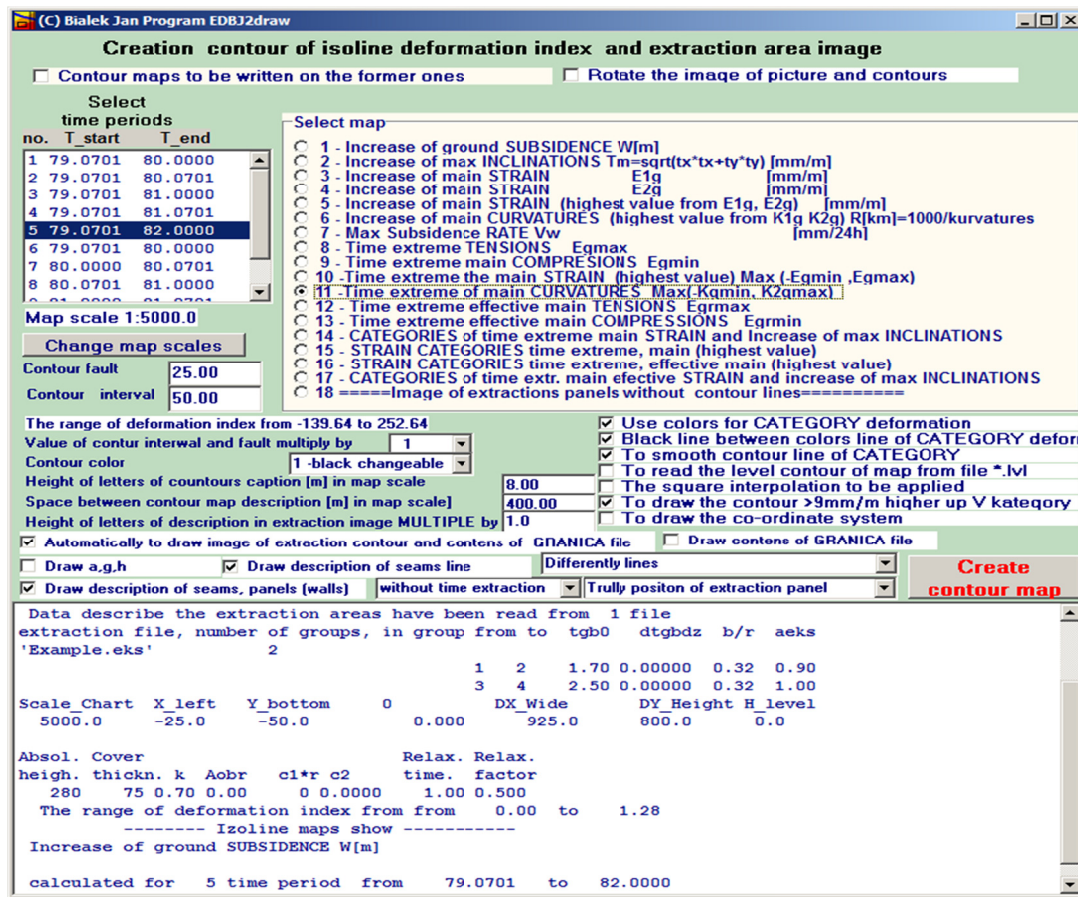 (C) Bialek Jan Program EDBJ2draw
Creation contour of isoline deformation index and extraction area image
Contour maps to be written on the former ones
Rotate the image of picture and contours
Select
time periods
no. T_start T_end
1 79.0701 80.0000
2 79.0701 80.0701
3 79.0701 81.0000
4 79.0701 81.0701
5 79.0701 82.0000
6 79.0701 80.0000
7 80.0000 80.0701
8 80.0701 81.0000
Map scale 1:5000.0
Change map scales
Contour fault 25.00
Contour interval 50.00
Select map
1 - Increase of ground SUBSIDENCE W[m]
2 - Increase of max INCLINATIONS Tm=sqrt(tx*tx+ty*ty) [mm/m]
3 - Increase of main STRAIN E1g [mm/m]
4 - Increase of main STRAIN E2g [mm/m]
5 - Increase of main STRAIN (highest value from E1g, E2g) [mm/m]
6 - Increase of main CURVATURES (highest value from K1g K2g) R[km]=1000/kurvatures
7 - Max Subsidence RATE Vw [mm/24h]
8 - Time extreme TENSIONS Egmax
9 - Time extreme main COMPRESIONS Egmin
10 -Time extreme the main STRAIN (highest value) Max (-Egmin ,Egmax)
11 -Time extreme of main CURVATURES Max(-Kgmin, K2gmax)
12 - Time extreme effective main TENSIONS Egrmax
13 - Time extreme effective main COMPRESSIONS Egrmin
14 - CATEGORIES of time extreme main STRAIN and Increase of max INCLINATIONS
15 - STRAIN CATEGORIES time extreme, main (highest value)
16 - STRAIN CATEGORIES time extreme, effective main (highest value)
17 - CATEGORIES of time extr. main efective STRAIN and increase of max INCLINATIONS
18 =====Image of extractions panels without contour lines==========
The range of deformation index from -139.64 to 252.64
Value of contur interwal and fault multiply by 1
Contour color 1 -black changeable
Height of letters of countours caption [m] in map scale 8.00
Space between contour map description [m] in map scale] 400.00
Height of letters of description in extraction image MULTIPLE by 1.0
Use colors for CATEGORY deformation
Black line between colors line of CATEGORY defor
To smooth contour line of CATEGORY
To read the level contour of map from file *.lvl
The square interpolation to be applied
To draw the contour >9mm/m higher up V kategory
To draw the co-ordinate system
Automatically to draw image of extraction contour and contens of GRANICA file
Draw contens of GRANICA file
Draw a,g,h
Draw description of seams line
Differently lines
Draw description of seams, panels (walls)
without time extraction
Trully positon of extraction panel
Create
contour map
Data describe the extraction areas have been read from 1 file
extraction file, number of groups, in group from to tgb0 dtgbdz b/r aeks
'Example.eks' 2
1 2 1.70 0.00000 0.32 0.90
3 4 2.50 0.00000 0.32 1.00
Scale_Chart X_left Y_bottom 0 DX_Wide DY_Height H_level
5000.0 -25.0 -50.0 0.000 925.0 800.0 0.0
Absol. Cover Relax. Relax.
heigh. thickn. k Aobr c1*r c2 time. factor
280 75 0.70 0.00 0 0.0000 1.00 0.500
The range of deformation index from from 0.00 to 1.28
-------- Izoline maps show -----------
Increase of ground SUBSIDENCE W[m]
calculated for 5 time period from 79.0701 to 82.0000